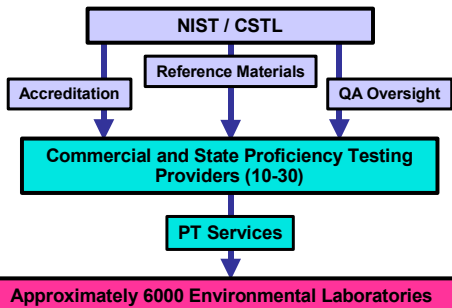 NIST / CSTL
Reference Materials
Accreditation
QA Oversight
Commercial and State Proficiency Testing
Providers (10-30)
PT Services
Approximately 6000 Environmental Laboratories